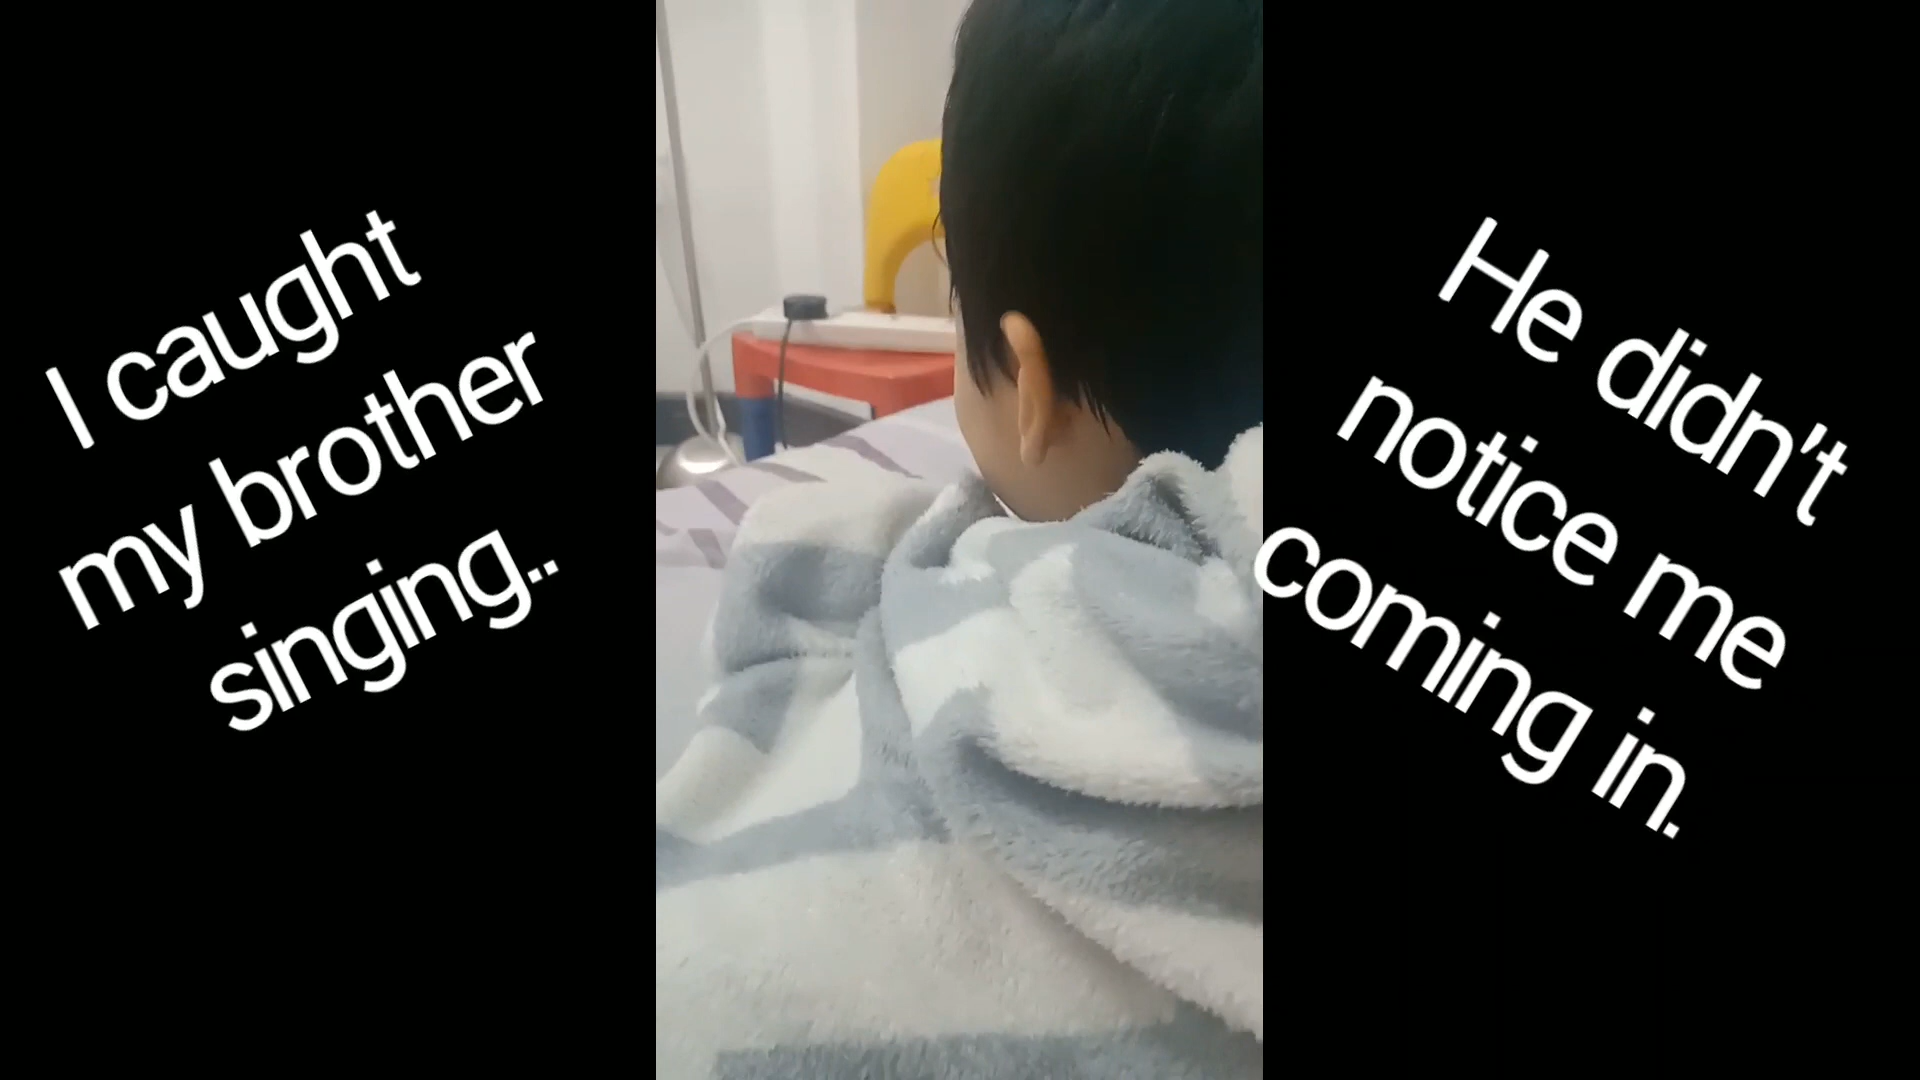 I caught
my brother
singing..
He didn't
notice me
coming in.